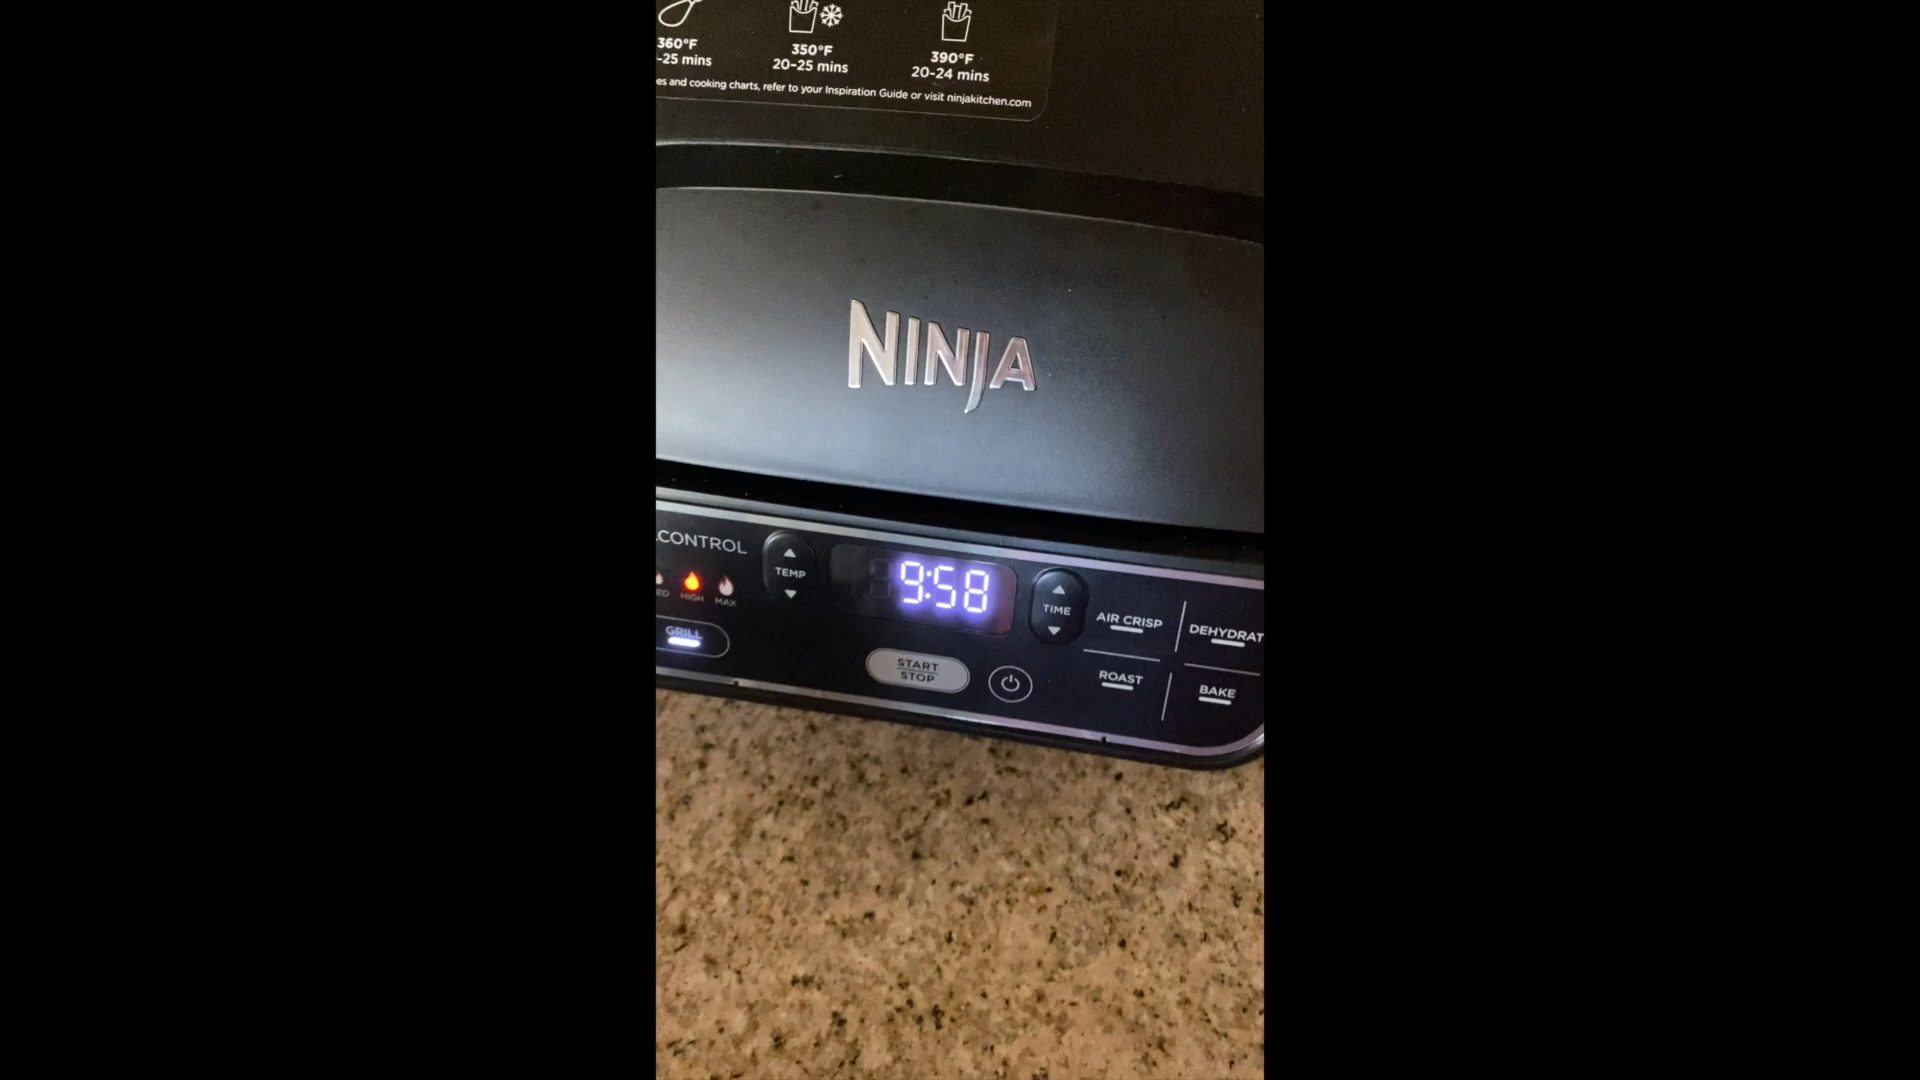 360°F
-25 mins
350°F
20-25 mins
390°F
20-24 mins
es and cooking charts, refer to your Inspiration Guide or visit ninjakitchen.com
NINJA
CONTROL
TEMP
9:58
TIME
AIR CRISP
DEHYDRAT
ED
HIGH
MAX
GRILL
START
STOP
ROAST
BAKE